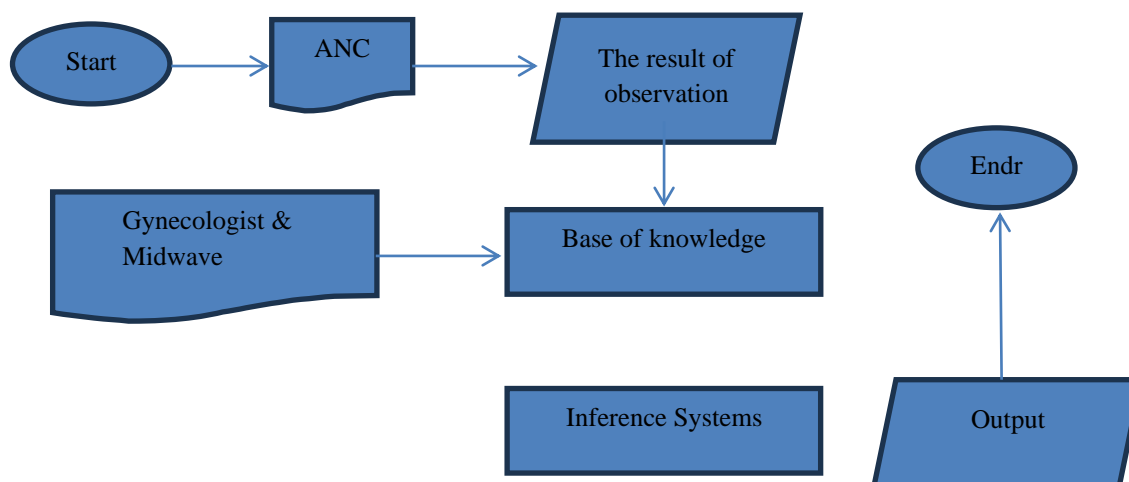 Start
ANC
The result of
observation
Gynecologist &
Midwave
Base of knowledge
Endr
Inference Systems
Output